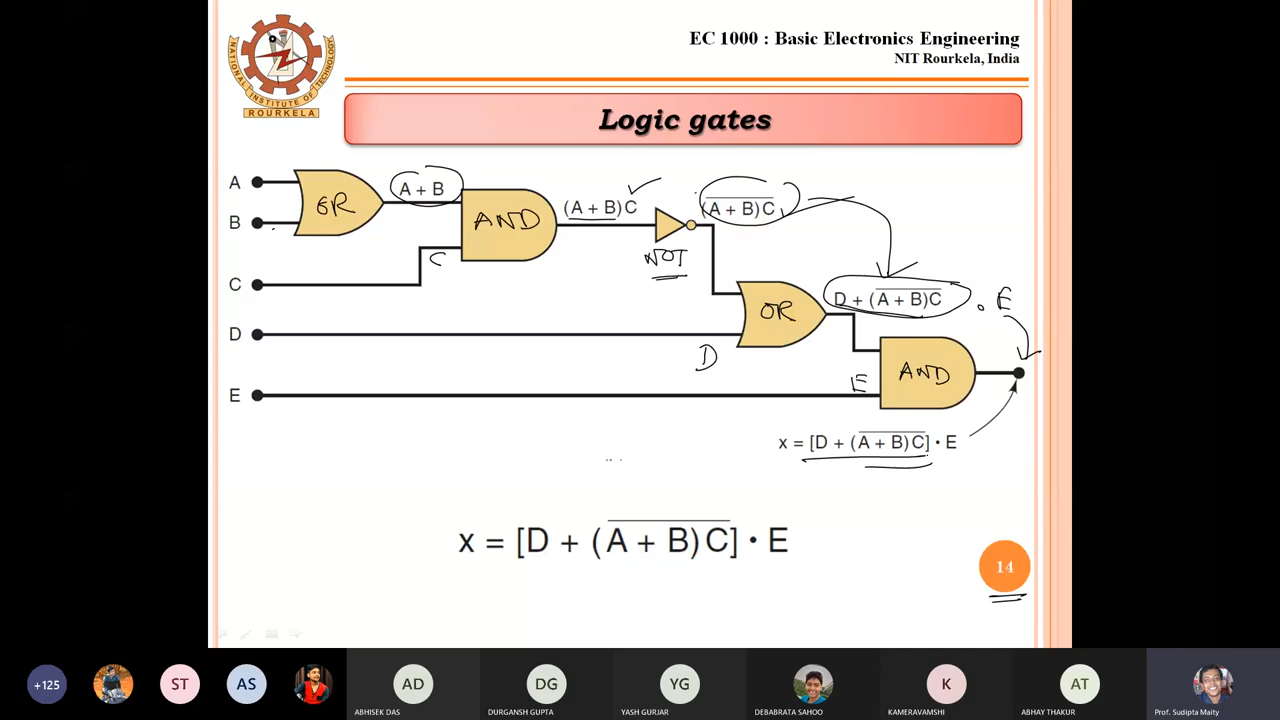 EC 1000 : Basic Electronics Engineering
NIT Rourkela, India
NATIONAL INSTITUTE OF TECHNOLOGY
ROURKELA
Logic gates
A
B
C
D
E
OR
A + B
AND
C
(A + B)C
NOT
(A̅ ̅+̅ ̅B̅)̅C̅
OR
D
D + (A̅ ̅+̅ ̅B̅)̅C̅ . E
AND
E
x = [D + (A̅ ̅+̅ ̅B̅)̅C̅] • E
x = [D + (A̅ ̅+̅ ̅B̅)̅C̅] • E
14
+125
ST
AS
AD
ABHISEK DAS
DG
DURGANSH GUPTA
YG
YASH GURJAR
DEBABRATA SAHOO
K
KAMERAVAMSHI
AT
ABHAY THAKUR
Prof. Sudipta Maity